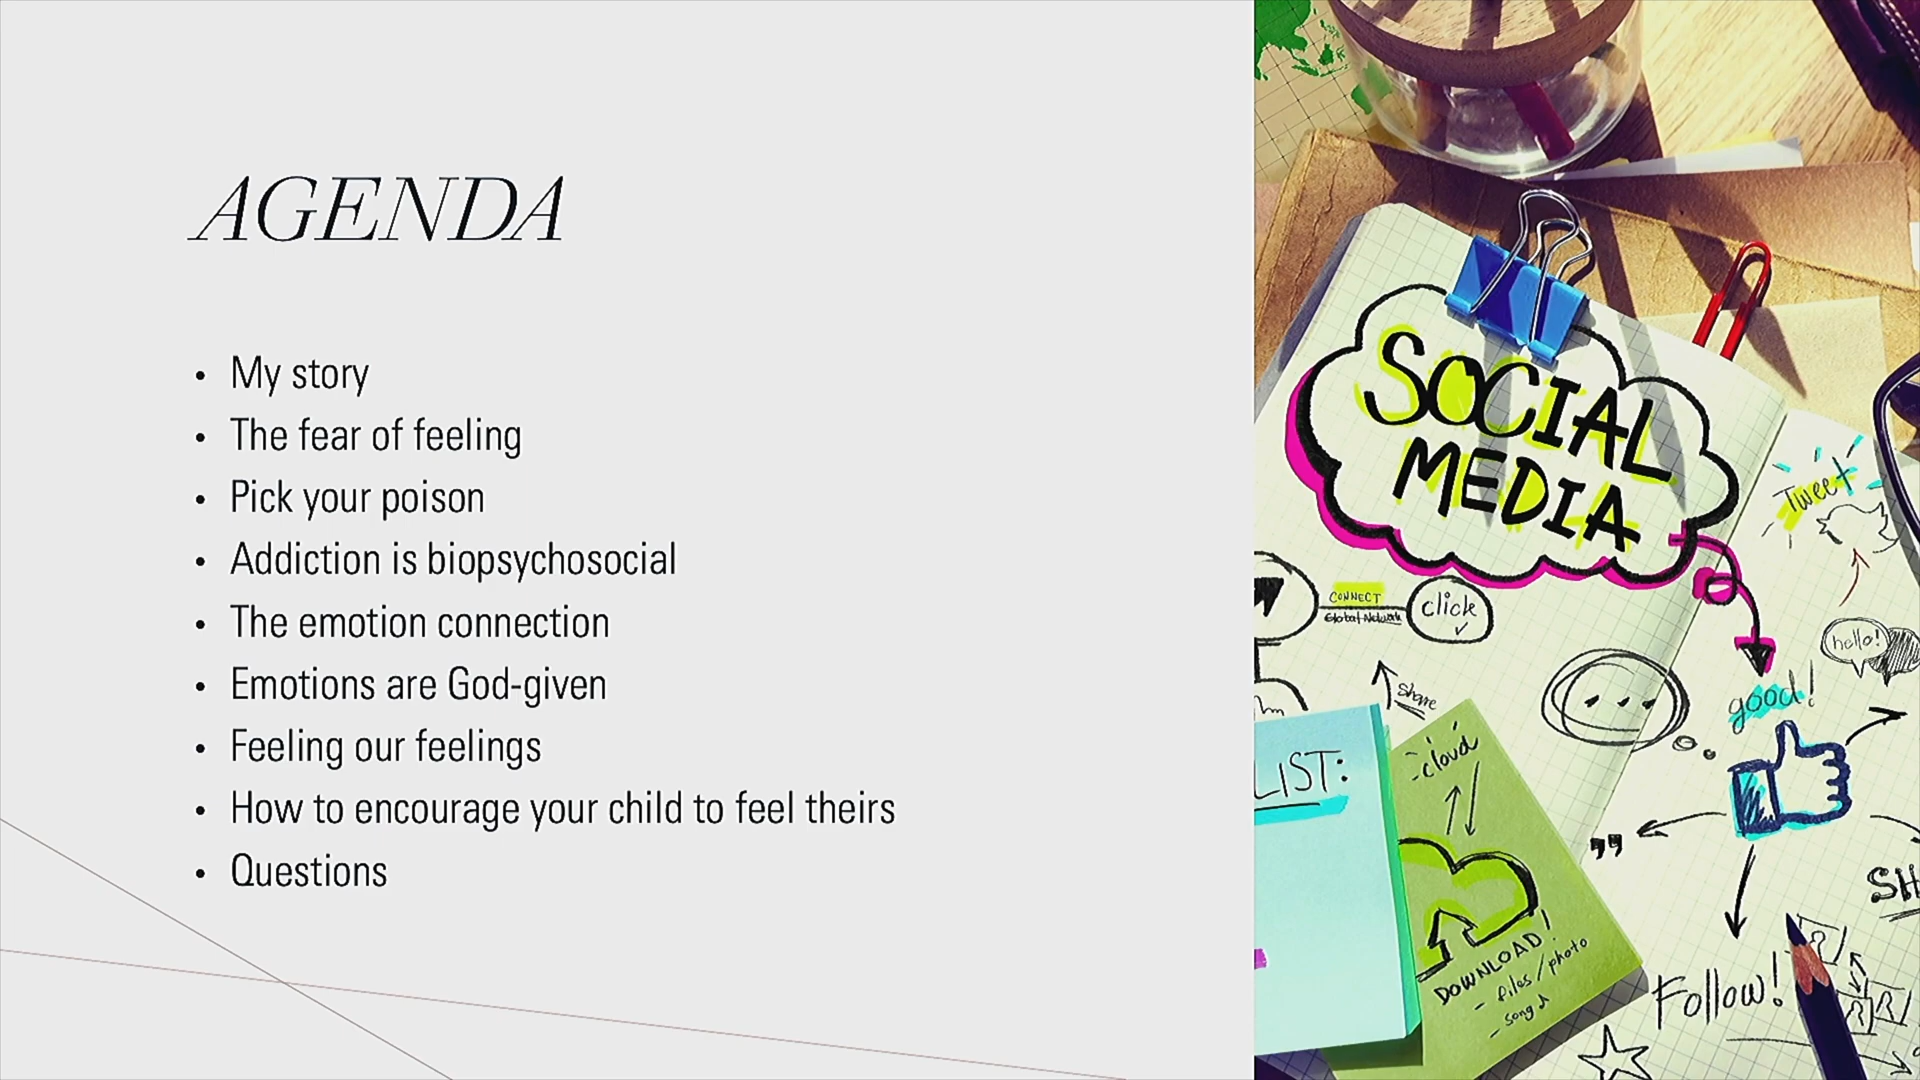 AGENDA
• My story
• The fear of feeling
• Pick your poison
• Addiction is biopsychosocial
• The emotion connection
• Emotions are God-given
• Feeling our feelings
• How to encourage your child to feel theirs
• Questions
SOCIAL
MEDIA
Tweet
CONNECT
Global Network
click
hello!
share
good!
LIST:
cloud
DOWNLOAD!
- files/photo
- song
Follow!